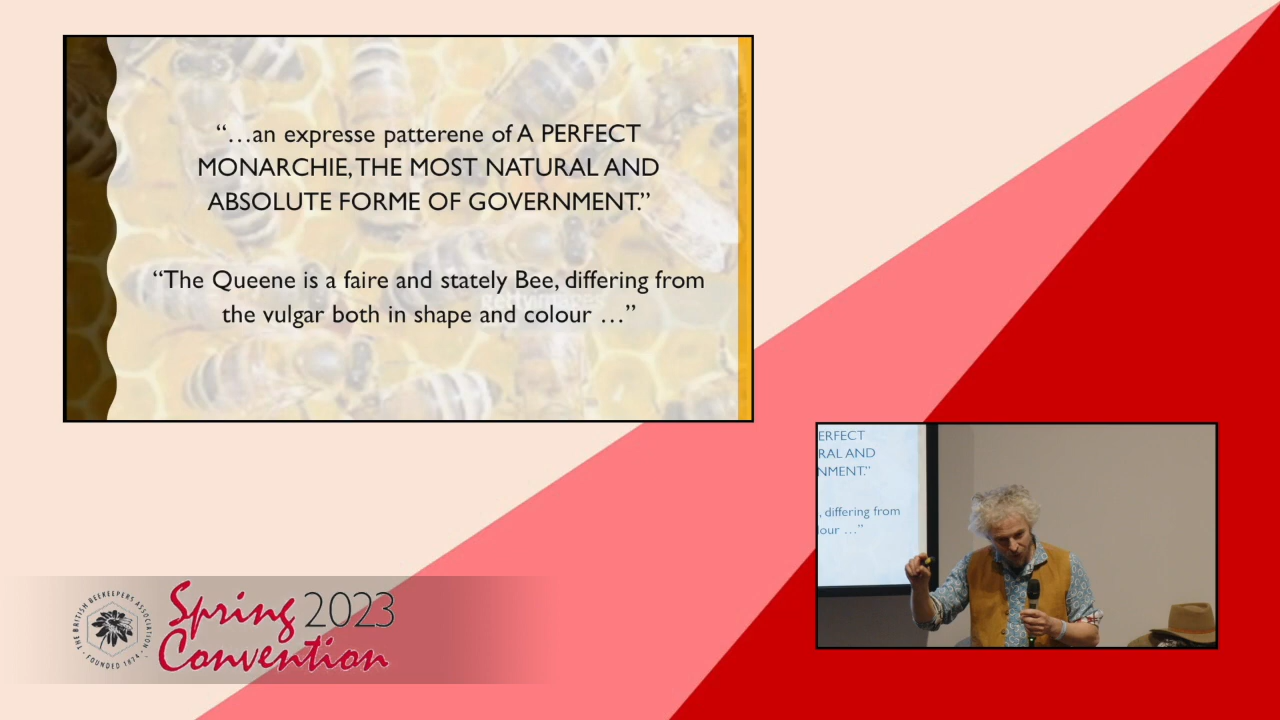 “…an expresse patterene of A PERFECT
MONARCHIE, THE MOST NATURAL AND
ABSOLUTE FORME OF GOVERNMENT.”
“The Queene is a faire and stately Bee, differing from
the vulgar both in shape and colour …”
gettyimages
ERFECT
RAL AND
NMENT.”
, differing from
lour …”
THE BRITISH BEEKEEPERS ASSOCIATION
· FOUNDED 1874 ·
Spring 2023
Convention